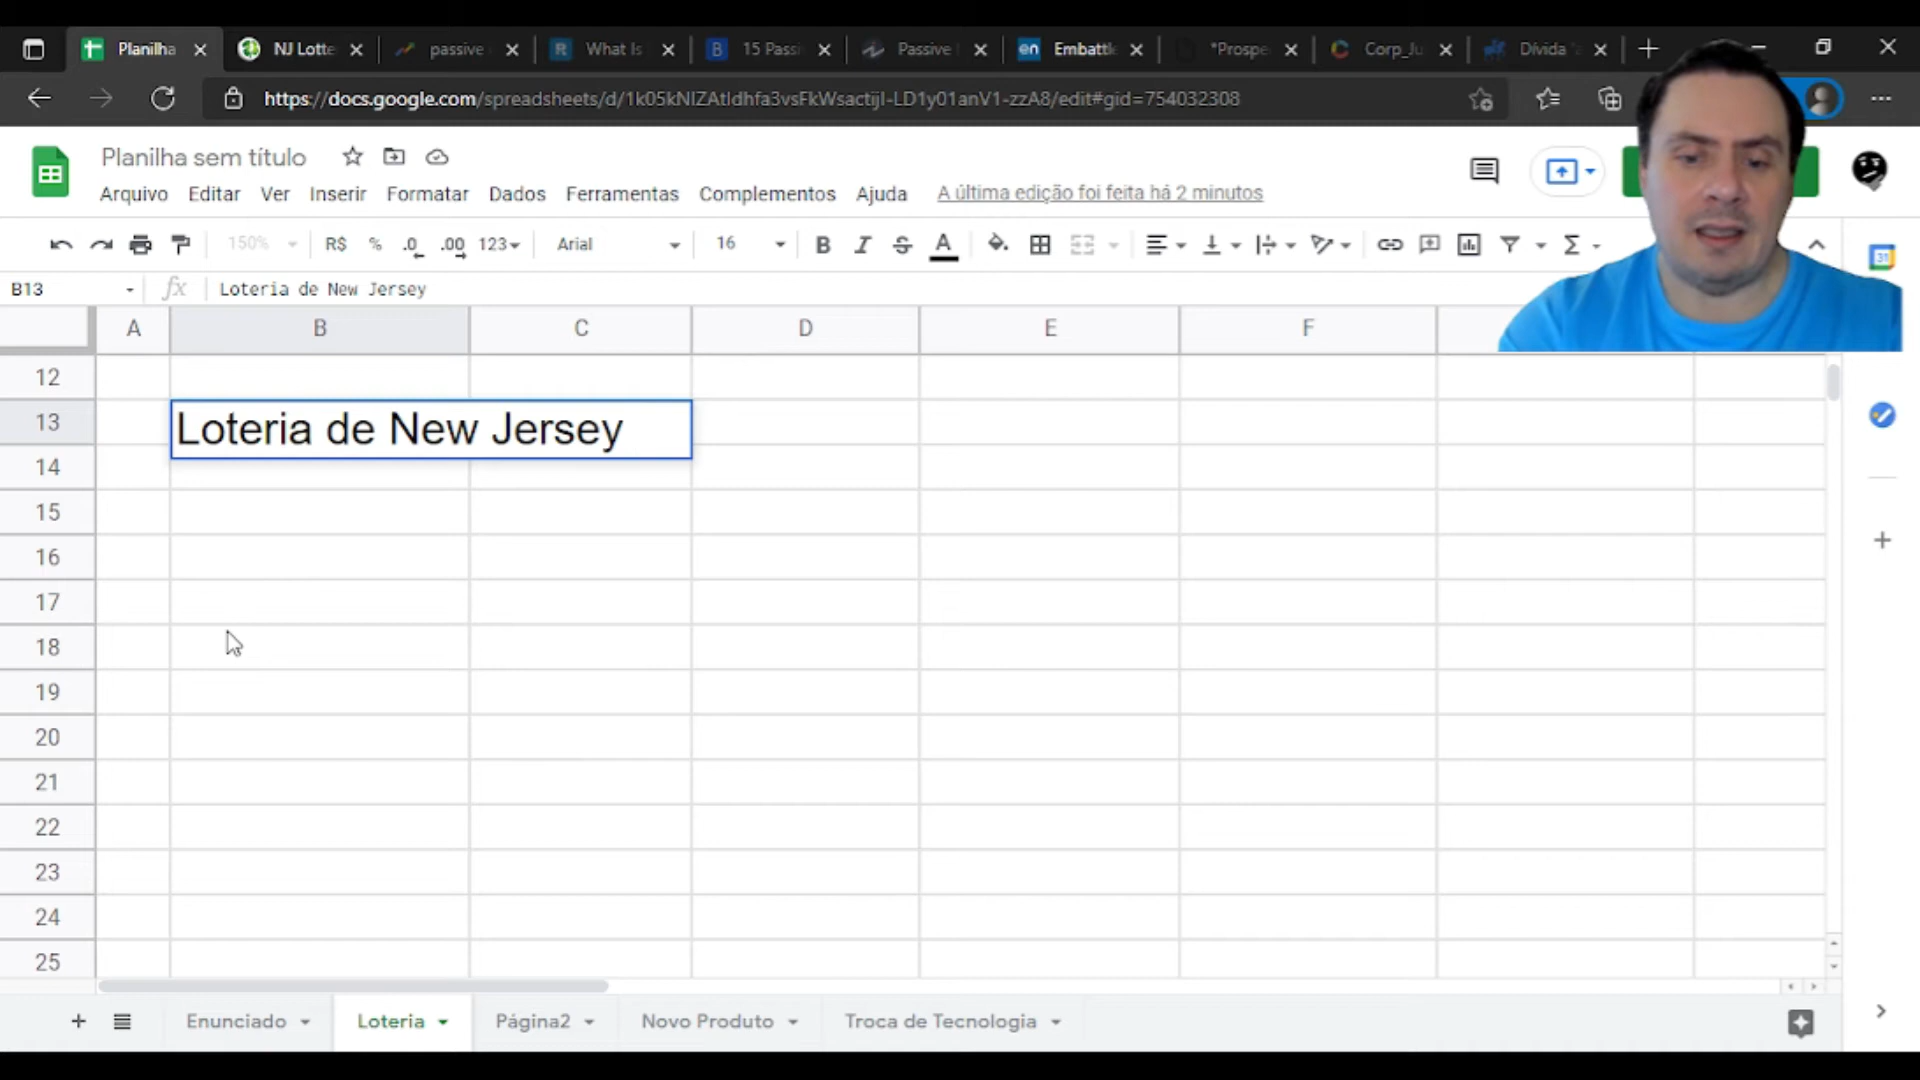 Planilha
NJ Lotte
passive
What Is
15 Passi
Passive
en
Embattle
*Prospe
Corp_Ju
Dívida
https://docs.google.com/spreadsheets/d/1k05kNIZAtldhfa3vsFkWsactijI-LD1y01anV1-zzA8/edit#gid=754032308
Planilha sem título
Arquivo Editar Ver Inserir Formatar Dados Ferramentas Complementos Ajuda A última edição foi feita há 2 minutos
150% R$ % .0 .00 123 Arial 16 B I S A Σ
31
B13 fx Loteria de New Jersey
A B C D E F
12
13 Loteria de New Jersey
14
15
16
17
18
19
20
21
22
23
24
25
+ Enunciado Loteria Página2 Novo Produto Troca de Tecnologia